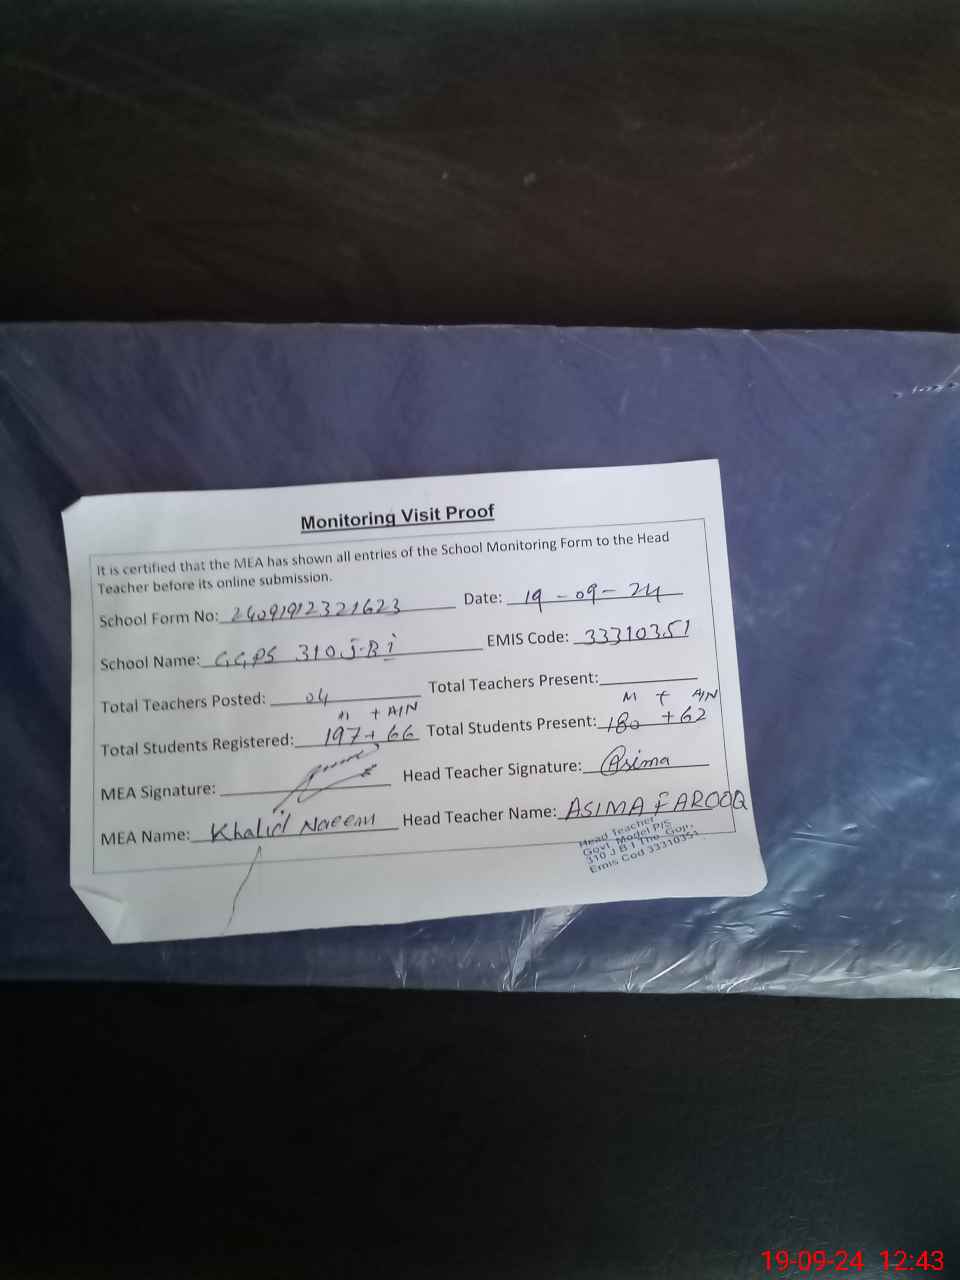 Monitoring Visit Proof
It is certified that the MEA has shown all entries of the School Monitoring Form to the Head
Teacher before its online submission.
School Form No: 24091912321623 Date: 19-09-24
School Name: GGPS 310 J-B i EMIS Code: 33310351
Total Teachers Posted: 04 Total Teachers Present:
M + A/N M + A/N
Total Students Registered: 197+66 Total Students Present: 180 +62
MEA Signature: Head Teacher Signature: Asima
MEA Name: Khalid Naeem Head Teacher Name: ASIMA FAROOQ
Head Teacher
Govt. Model P/S
310 J B I The. Goj.
Emis Cod 33310351
19-09-24 12:43